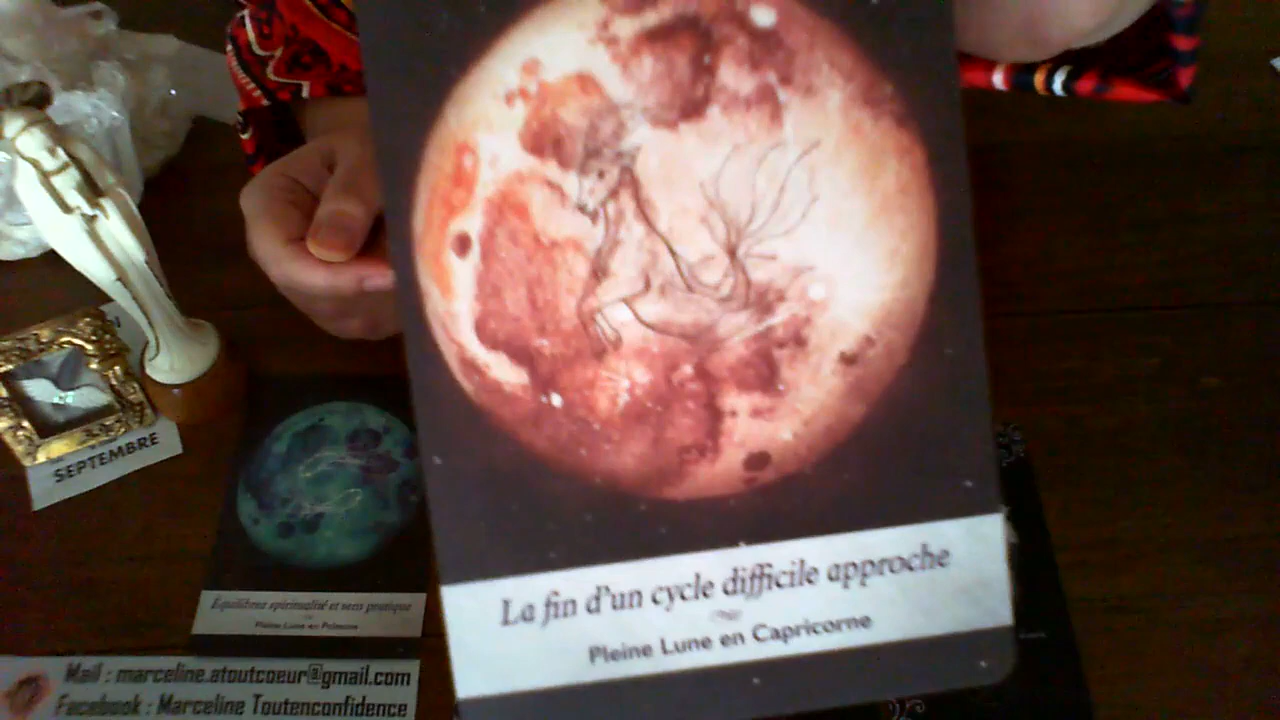 SEPTEMBRE
Équilibrez spiritualité et sens pratique
Pleine Lune en Poissons
La fin d'un cycle difficile approche
Pleine Lune en Capricorne
Mail : marceline.atoutcoeur@gmail.com
Facebook : Marceline Toutenconfidence